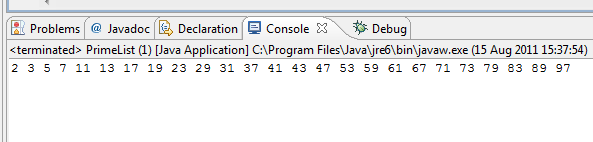 Problems @ Javadoc Declaration Console Debug
<terminated> PrimeList (1) [Java Application] C:\Program Files\Java\jre6\bin\javaw.exe (15 Aug 2011 15:37:54)
2 3 5 7 11 13 17 19 23 29 31 37 41 43 47 53 59 61 67 71 73 79 83 89 97